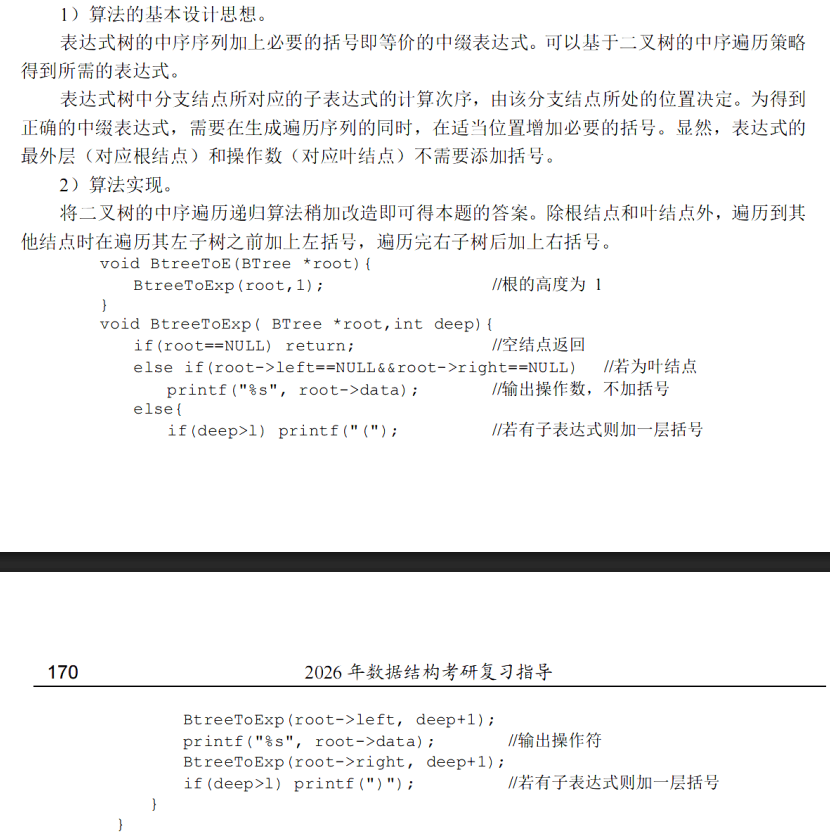 1）算法的基本设计思想。
表达式树的中序序列加上必要的括号即等价的中缀表达式。可以基于二叉树的中序遍历策略
得到所需的表达式。
表达式树中分支结点所对应的子表达式的计算次序，由该分支结点所处的位置决定。为得到
正确的中缀表达式，需要在生成遍历序列的同时，在适当位置增加必要的括号。显然，表达式的
最外层（对应根结点）和操作数（对应叶结点）不需要添加括号。
2）算法实现。
将二叉树的中序遍历递归算法稍加改造即可得本题的答案。除根结点和叶结点外，遍历到其
他结点时在遍历其左子树之前加上左括号，遍历完右子树后加上右括号。
void BtreeToE(BTree *root){
BtreeToExp(root,1); //根的高度为 1
}
void BtreeToExp( BTree *root,int deep){
if(root==NULL) return; //空结点返回
else if(root->left==NULL&&root->right==NULL) //若为叶结点
printf("%s", root->data); //输出操作数，不加括号
else{
if(deep>1) printf("("); //若有子表达式则加一层括号
170 2026 年数据结构考研复习指导
BtreeToExp(root->left, deep+1);
printf("%s", root->data); //输出操作符
BtreeToExp(root->right, deep+1);
if(deep>1) printf(")"); //若有子表达式则加一层括号
}
}